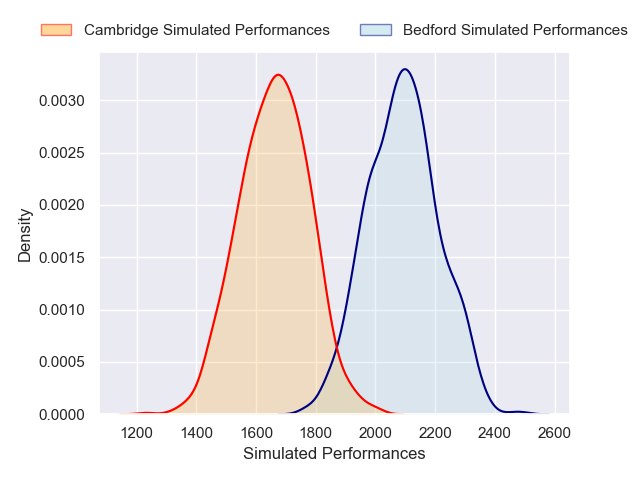 Cambridge Simulated Performances
Bedford Simulated Performances
Density
0.0030
0.0025
0.0020
0.0015
0.0010
0.0005
0.0000
1200 1400 1600 1800 2000 2200 2400 2600
Simulated Performances